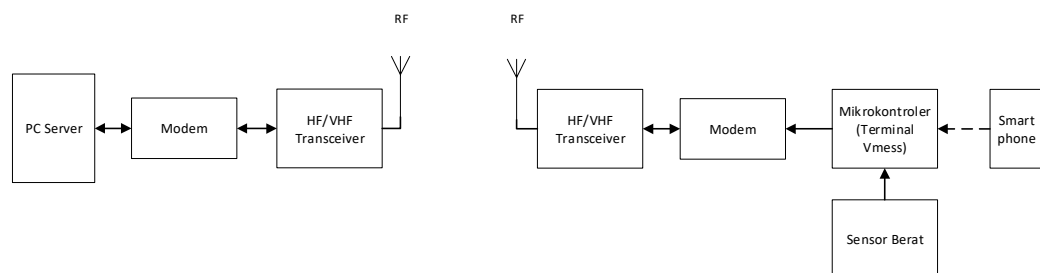 RF
RF
PC Server
Modem
HF/VHF
Transceiver
HF/VHF
Transceiver
Modem
Mikrokontroler
(Terminal
Vmess)
Smart
phone
Sensor Berat